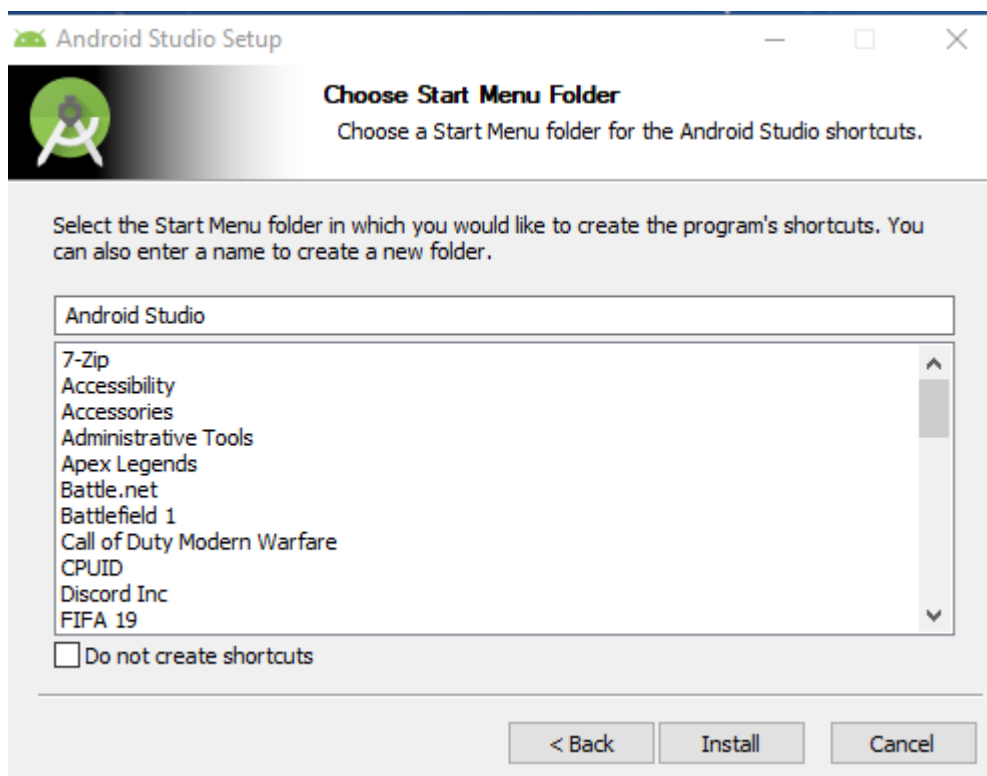 Android Studio Setup
Choose Start Menu Folder
Choose a Start Menu folder for the Android Studio shortcuts.
Select the Start Menu folder in which you would like to create the program's shortcuts. You
can also enter a name to create a new folder.
Android Studio
7-Zip
Accessibility
Accessories
Administrative Tools
Apex Legends
Battle.net
Battlefield 1
Call of Duty Modern Warfare
CPUID
Discord Inc
FIFA 19
Do not create shortcuts
< Back
Install
Cancel